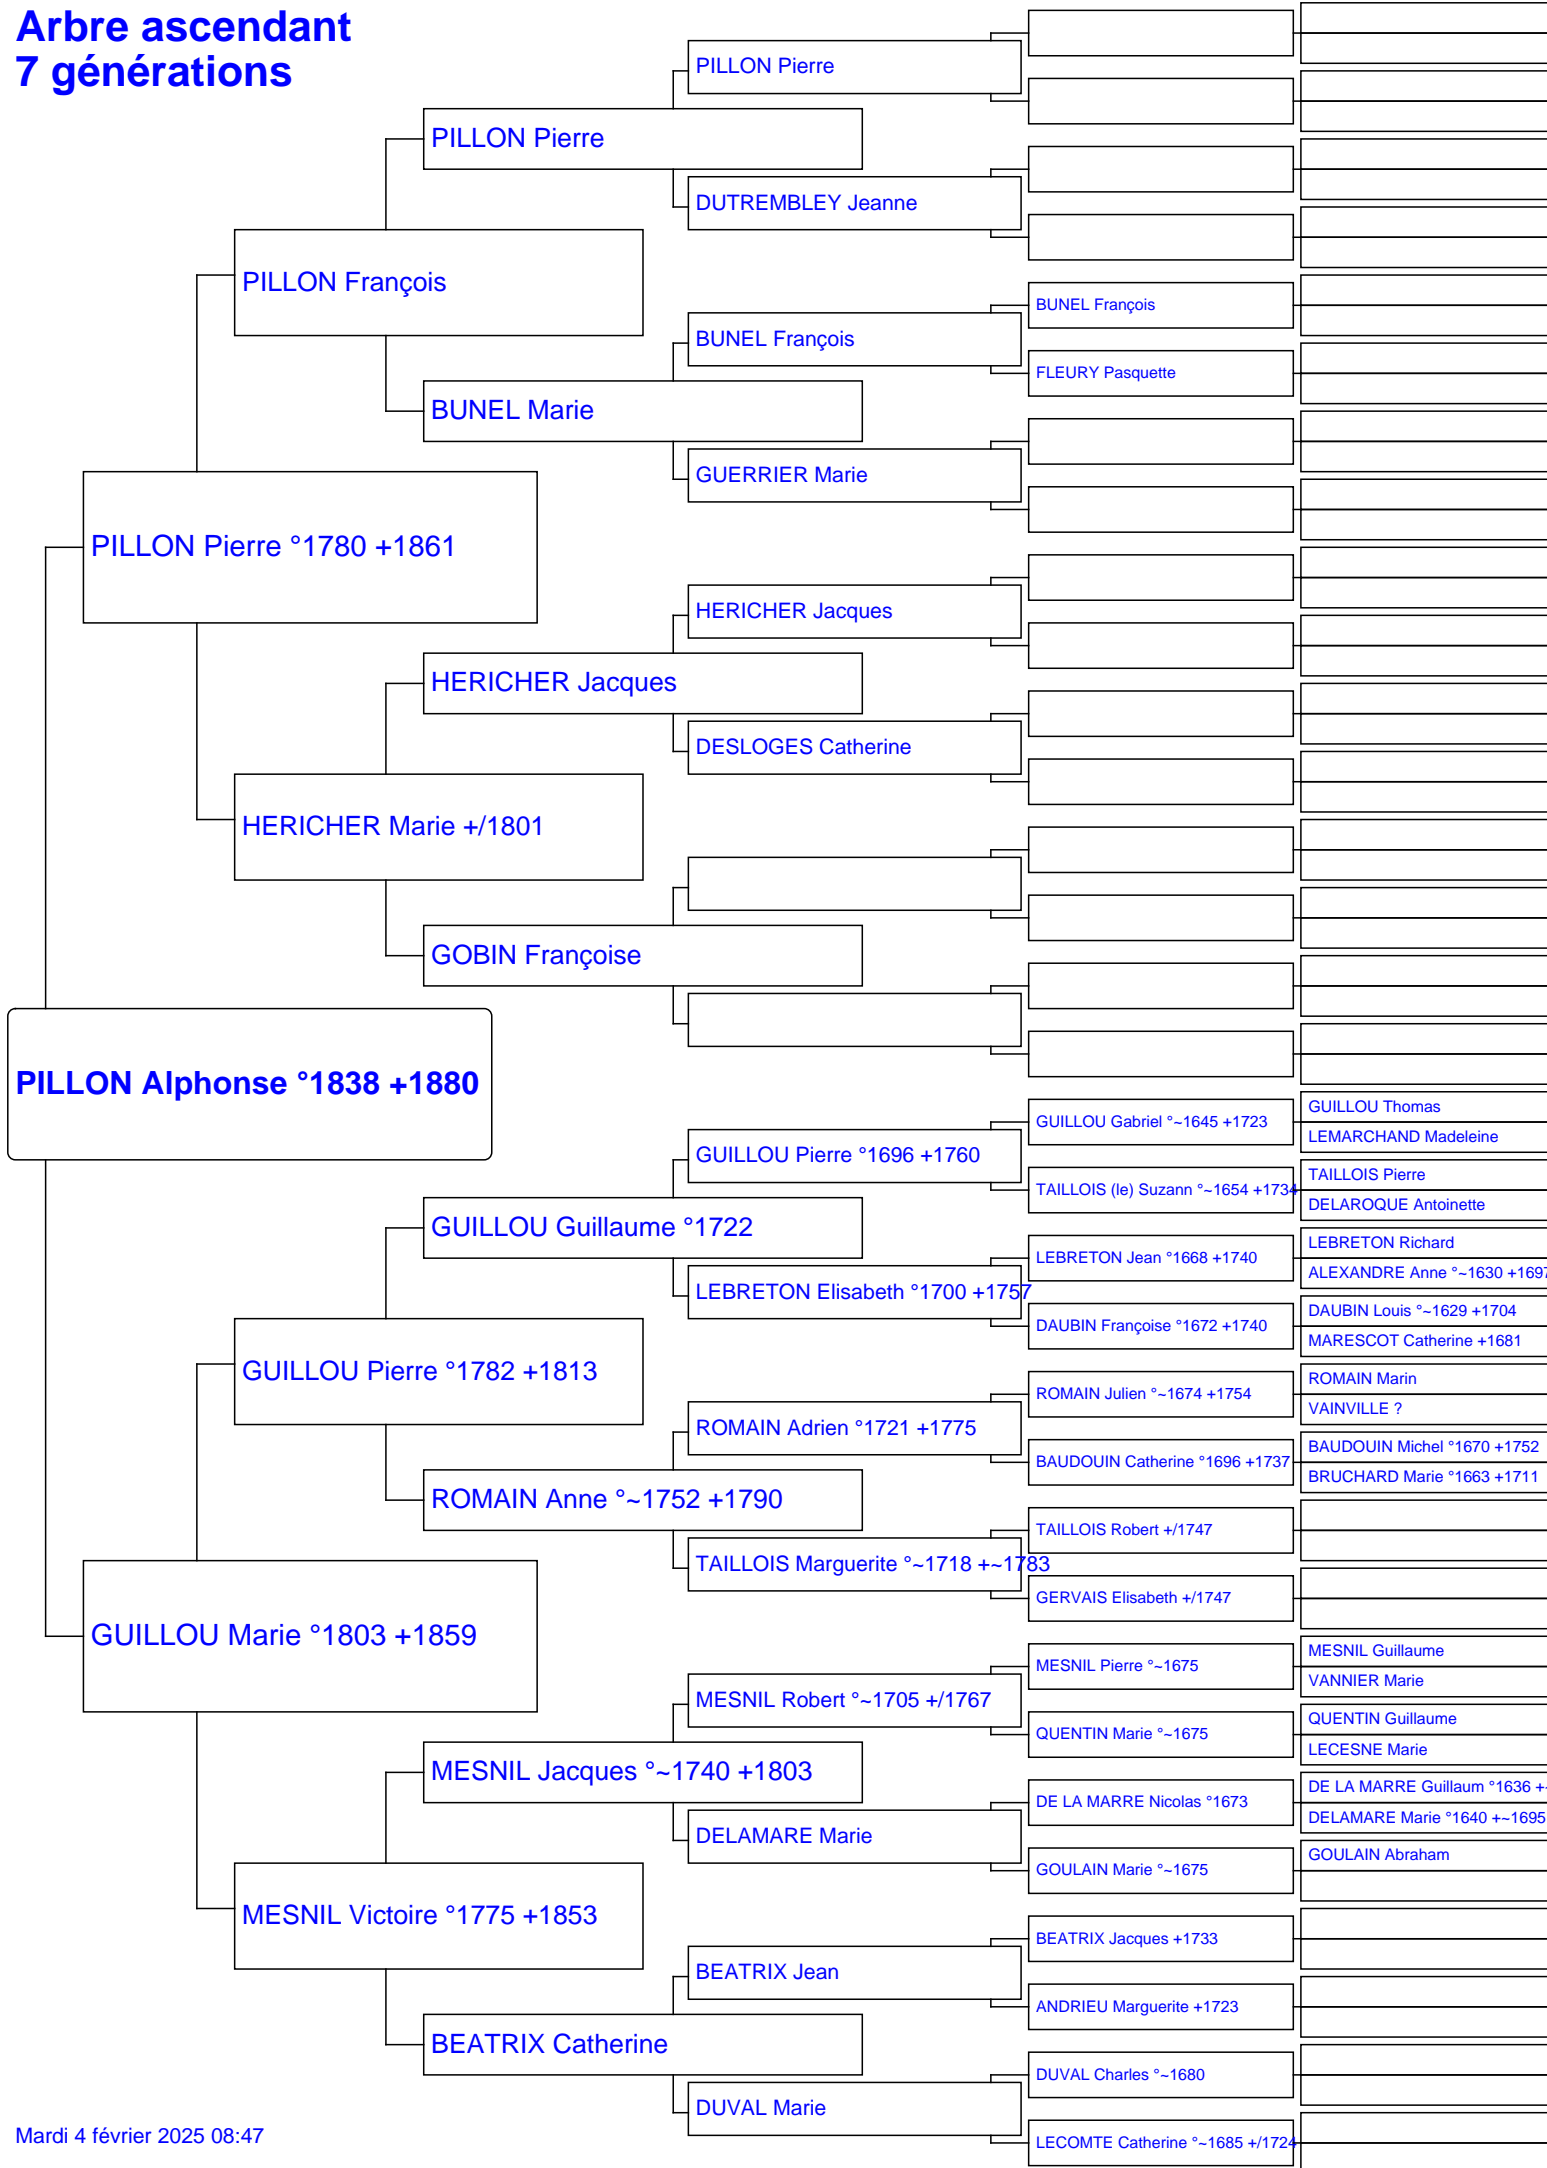 Arbre ascendant
7 générations
PILLON Pierre
PILLON Pierre
DUTREMBLEY Jeanne
PILLON François
BUNEL François
BUNEL François
FLEURY Pasquette
BUNEL Marie
GUERRIER Marie
PILLON Pierre °1780 +1861
HERICHER Jacques
HERICHER Jacques
DESLOGES Catherine
HERICHER Marie +/1801
GOBIN Françoise
PILLON Alphonse °1838 +1880
GUILLOU Thomas
GUILLOU Gabriel °~1645 +1723
LEMARCHAND Madeleine
GUILLOU Pierre °1696 +1760
TAILLOIS Pierre
TAILLOIS (le) Suzann °~1654 +1734
DELAROQUE Antoinette
GUILLOU Guillaume °1722
LEBRETON Richard
LEBRETON Jean °1668 +1740
ALEXANDRE Anne °~1630 +1697
LEBRETON Elisabeth °1700 +1757
DAUBIN Louis °~1629 +1704
DAUBIN Françoise °1672 +1740
MARESCOT Catherine +1681
GUILLOU Pierre °1782 +1813
ROMAIN Marin
ROMAIN Julien °~1674 +1754
VAINVILLE ?
ROMAIN Adrien °1721 +1775
BAUDOUIN Michel °1670 +1752
BAUDOUIN Catherine °1696 +1737
BRUCHARD Marie °1663 +1711
ROMAIN Anne °~1752 +1790
TAILLOIS Robert +/1747
TAILLOIS Marguerite °~1718 +~1783
GERVAIS Elisabeth +/1747
GUILLOU Marie °1803 +1859
MESNIL Guillaume
MESNIL Pierre °~1675
VANNIER Marie
MESNIL Robert °~1705 +/1767
QUENTIN Guillaume
QUENTIN Marie °~1675
LECESNE Marie
MESNIL Jacques °~1740 +1803
DE LA MARRE Guillaum °1636 +
DE LA MARRE Nicolas °1673
DELAMARE Marie °1640 +~1695
DELAMARE Marie
GOULAIN Abraham
GOULAIN Marie °~1675
MESNIL Victoire °1775 +1853
BEATRIX Jacques +1733
BEATRIX Jean
ANDRIEU Marguerite +1723
BEATRIX Catherine
DUVAL Charles °~1680
DUVAL Marie
LECOMTE Catherine °~1685 +/1724
Mardi 4 février 2025 08:47